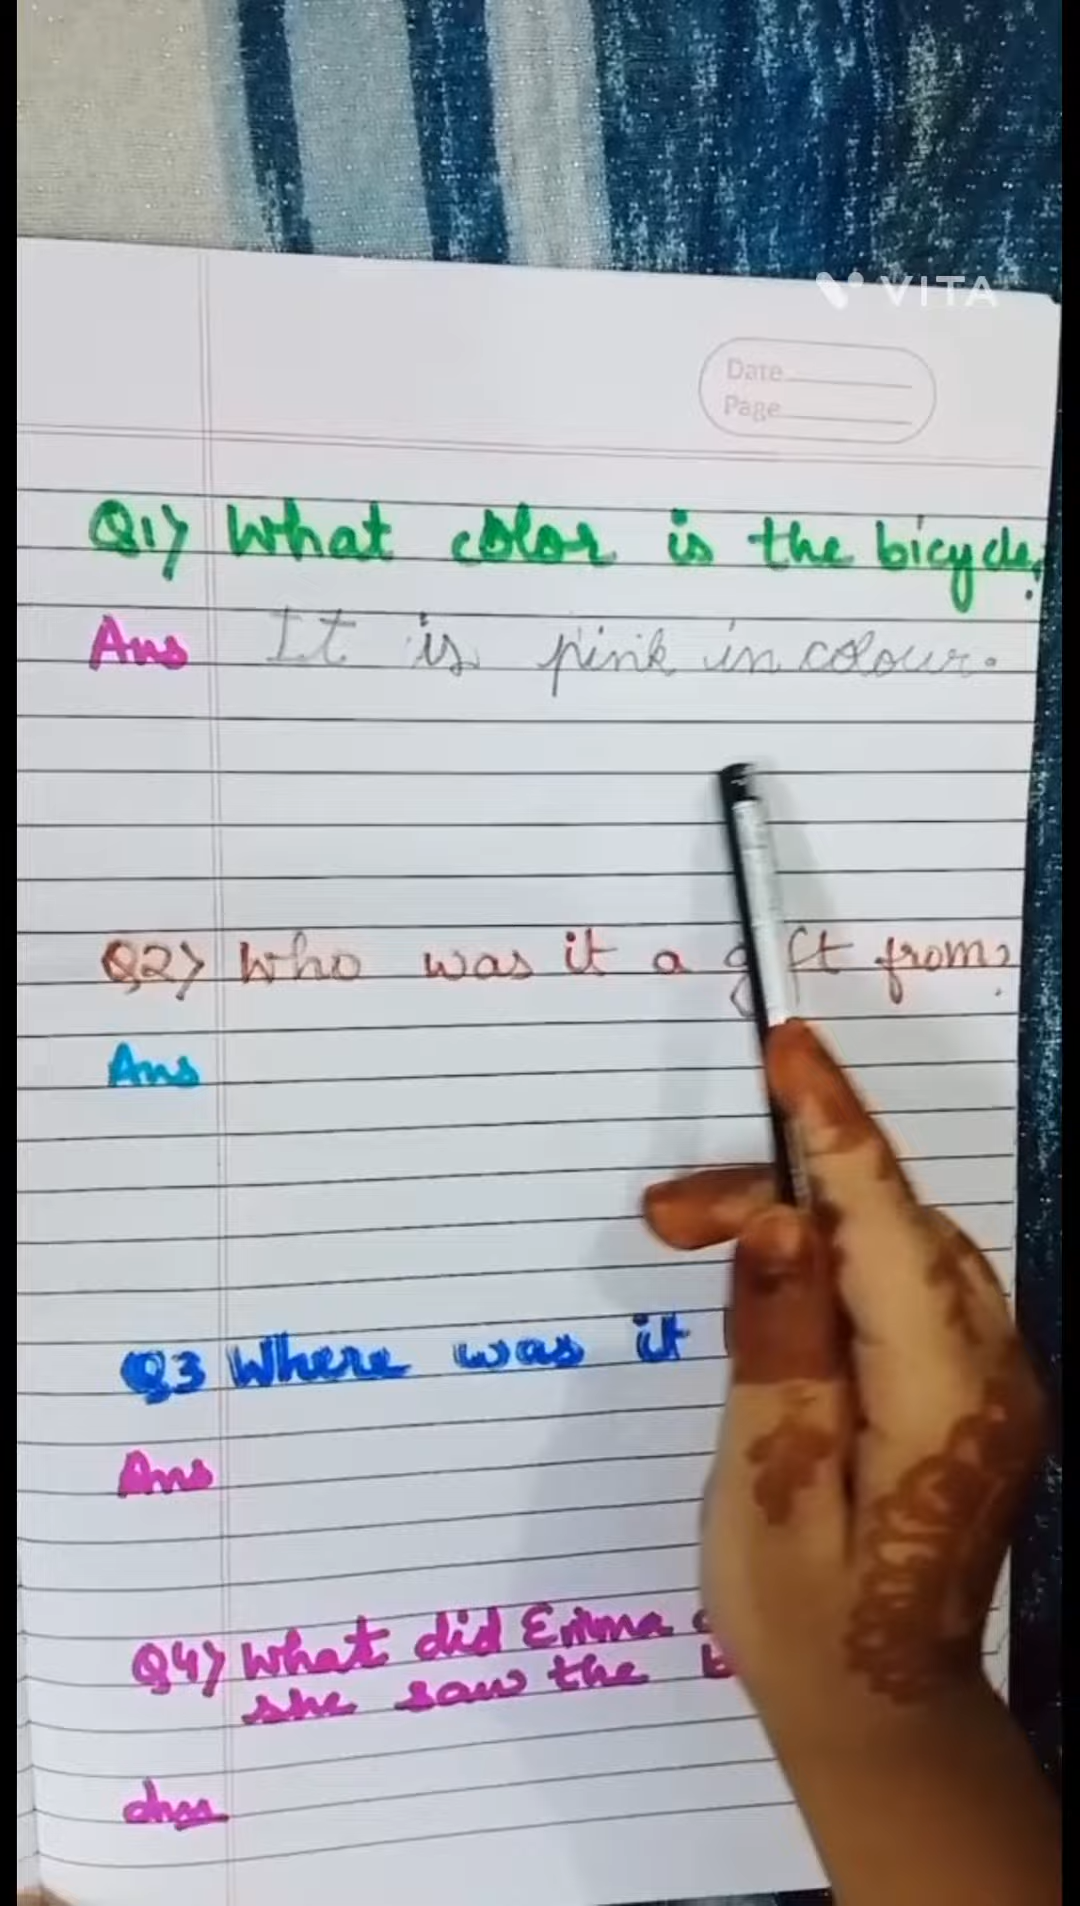 VITA
Date
Page
Q1) What color is the bicycle?
Ans It is pink in colour.
Q2) Who was it a gift from?
Ans
Q3 Where was it
Ans
Q4) What did Emma
she saw the
Ans